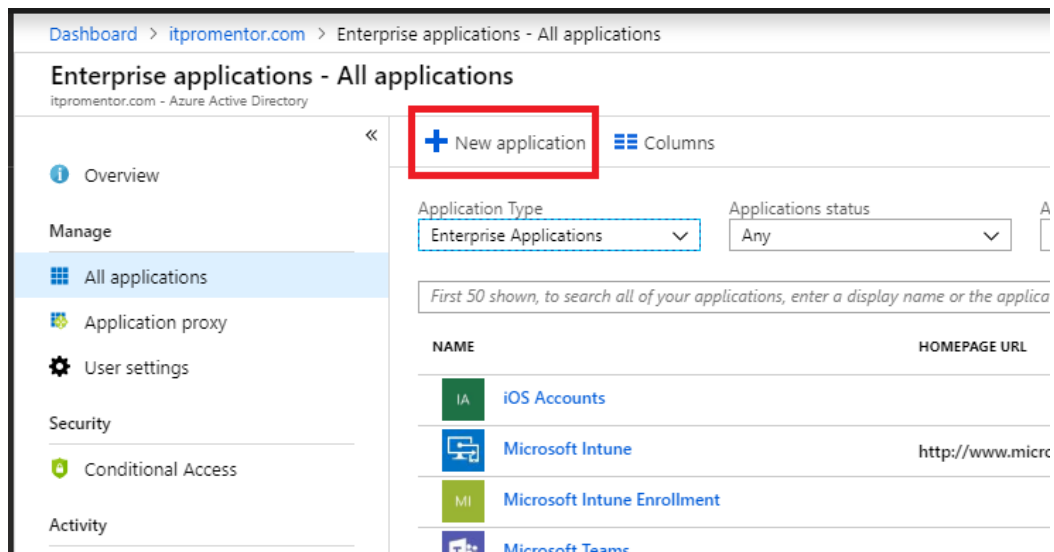 Dashboard > itpromentor.com > Enterprise applications - All applications
Enterprise applications - All applications
itpromentor.com - Azure Active Directory
«
New application
Columns
Overview
Manage
All applications
Application proxy
User settings
Security
Conditional Access
Activity
Application Type
Applications status
A
Enterprise Applications
Any
First 50 shown, to search all of your applications, enter a display name or the applica
NAME
HOMEPAGE URL
IA
iOS Accounts
Microsoft Intune
http://www.micro
MI
Microsoft Intune Enrollment
Microsoft Teams